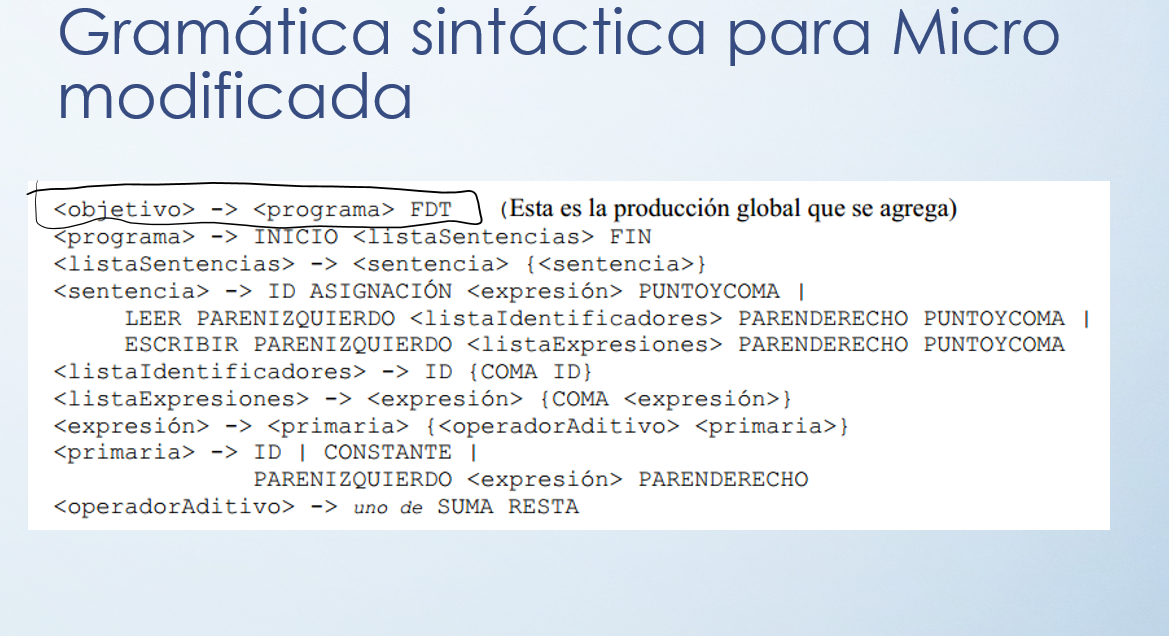 Gramática sintáctica para Micro
modificada
<objetivo> -> <programa> FDT (Esta es la producción global que se agrega)
<programa> -> INICIO <listaSentencias> FIN
<listaSentencias> -> <sentencia> {<sentencia>}
<sentencia> -> ID ASIGNACIÓN <expresión> PUNTOYCOMA |
LEER PARENIZQUIERDO <listaIdentificadores> PARENDERECHO PUNTOYCOMA |
ESCRIBIR PARENIZQUIERDO <listaExpresiones> PARENDERECHO PUNTOYCOMA
<listaIdentificadores> -> ID {COMA ID}
<listaExpresiones> -> <expresión> {COMA <expresión>}
<expresión> -> <primaria> {<operadorAditivo> <primaria>}
<primaria> -> ID | CONSTANTE |
PARENIZQUIERDO <expresión> PARENDERECHO
<operadorAditivo> -> uno de SUMA RESTA